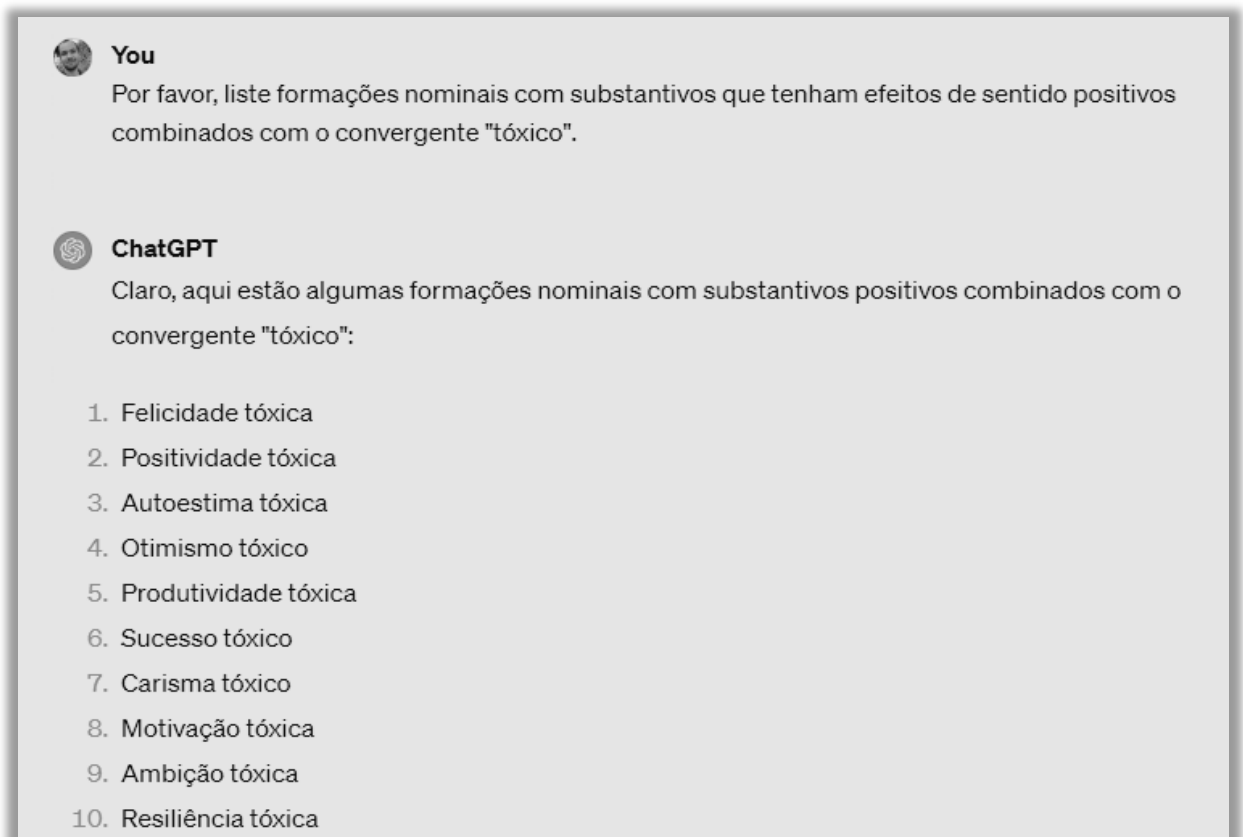 You
Por favor, liste formações nominais com substantivos que tenham efeitos de sentido positivos
combinados com o convergente "tóxico".
ChatGPT
Claro, aqui estão algumas formações nominais com substantivos positivos combinados com o
convergente "tóxico":
1. Felicidade tóxica
2. Positividade tóxica
3. Autoestima tóxica
4. Otimismo tóxico
5. Produtividade tóxica
6. Sucesso tóxico
7. Carisma tóxico
8. Motivação tóxica
9. Ambição tóxica
10. Resiliência tóxica